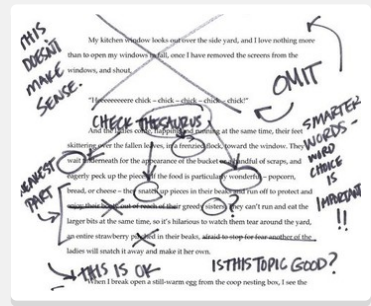 THIS
DOESN'T
MAKE
SENSE.
My kitchen window looks out over the side yard, and I love nothing more
than to open my windows in fall, once I have removed the screens from the
windows, and shout,
OMIT
"Heeeeeeeere chick – chick – chick – chick – chick!"
CHECK THESAURUS!
And the ladies come, flapping and running at the same time, their feet
skittering over the fallen leaves, in a frenzied flock, toward the window. They
wait underneath for the appearance of the bucket or a handful of scraps, and
eagerly peck up the pieces. If the food is particularly wonderful – popcorn,
bread, or cheese – they snatch up pieces in their beaks and run off to protect and
enjoy their booty out of reach of their greedy sisters. They can't run and eat the
larger bits at the same time, so it's hilarious to watch them tear around the yard,
an entire strawberry in their beaks, afraid to stop for fear another of the
ladies will snatch it away and make it her own.
SMARTER
WORDS –
WORD
CHOICE
IS
IMPORTANT
!!
WEAKEST
PART
THIS IS OK
IS THIS TOPIC GOOD?
When I break open a still-warm egg from the coop nesting box, I see the